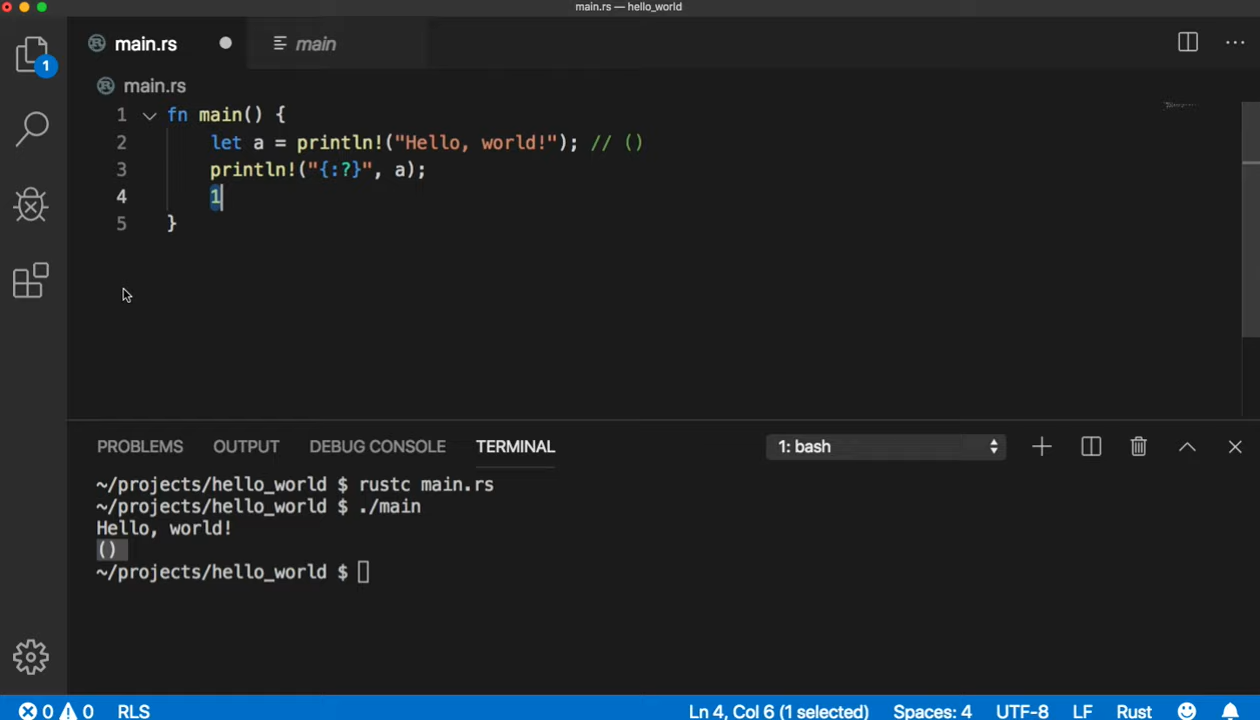 main.rs — hello_world
main.rs
main
main.rs
1
1 fn main() {
2 let a = println!("Hello, world!"); // ()
3 println!("{:?}", a);
4 1
5 }
PROBLEMS OUTPUT DEBUG CONSOLE TERMINAL 1: bash
~/projects/hello_world $ rustc main.rs
~/projects/hello_world $ ./main
Hello, world!
()
~/projects/hello_world $
0 0 RLS Ln 4, Col 6 (1 selected) Spaces: 4 UTF-8 LF Rust